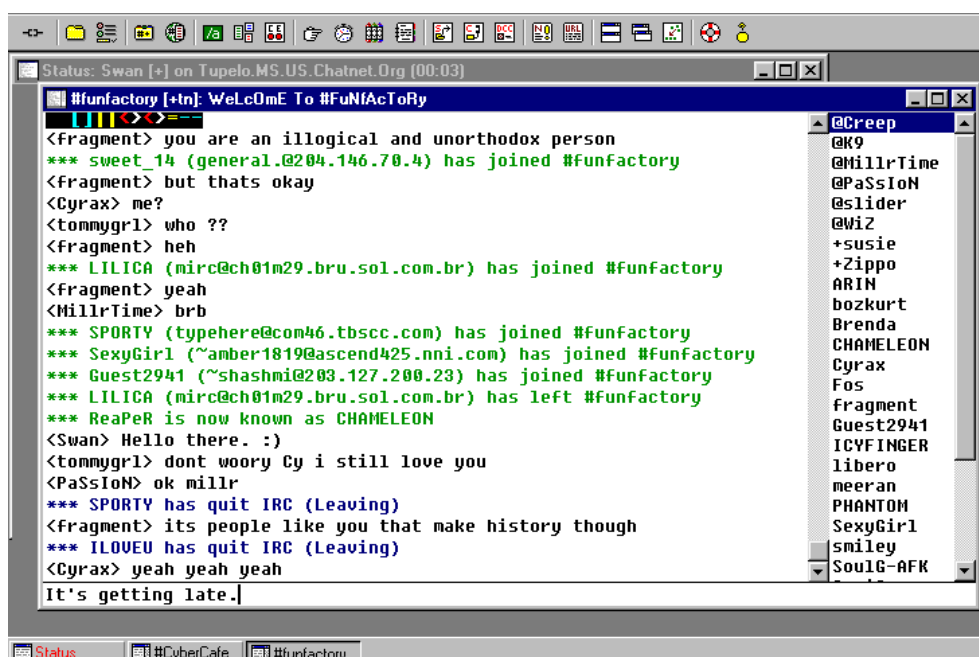 Status: Swan [+] on Tupelo.MS.US.Chatnet.Org (00:03)
#funfactory [+tn]: WeLcOmE To #FuNfAcToRy
<fragment> you are an illogical and unorthodox person
*** sweet_14 (general.@204.146.70.4) has joined #funfactory
<fragment> but thats okay
<Cyrax> me?
<tommygrl> who ??
<fragment> heh
*** LILICA (mirc@ch01m29.bru.sol.com.br) has joined #funfactory
<fragment> yeah
<MillrTime> brb
*** SPORTY (typehere@com46.tbscc.com) has joined #funfactory
*** SexyGirl (~amber1819@ascend425.nni.com) has joined #funfactory
*** Guest2941 (~shashmi@203.127.200.23) has joined #funfactory
*** LILICA (mirc@ch01m29.bru.sol.com.br) has left #funfactory
*** ReaPeR is now known as CHAMELEON
<Swan> Hello there. :)
<tommygrl> dont woory Cy i still love you
<PaSsIoN> ok millr
*** SPORTY has quit IRC (Leaving)
<fragment> its people like you that make history though
*** ILOVEU has quit IRC (Leaving)
<Cyrax> yeah yeah yeah
It's getting late.
@Creep
@K9
@MillrTime
@PaSsIoN
@slider
@WiZ
+susie
+Zippo
ARIN
bozkurt
Brenda
CHAMELEON
Cyrax
Fos
fragment
Guest2941
ICYFINGER
libero
meeran
PHANTOM
SexyGirl
smiley
SoulG-AFK
Status
#CyberCafe
#funfactory